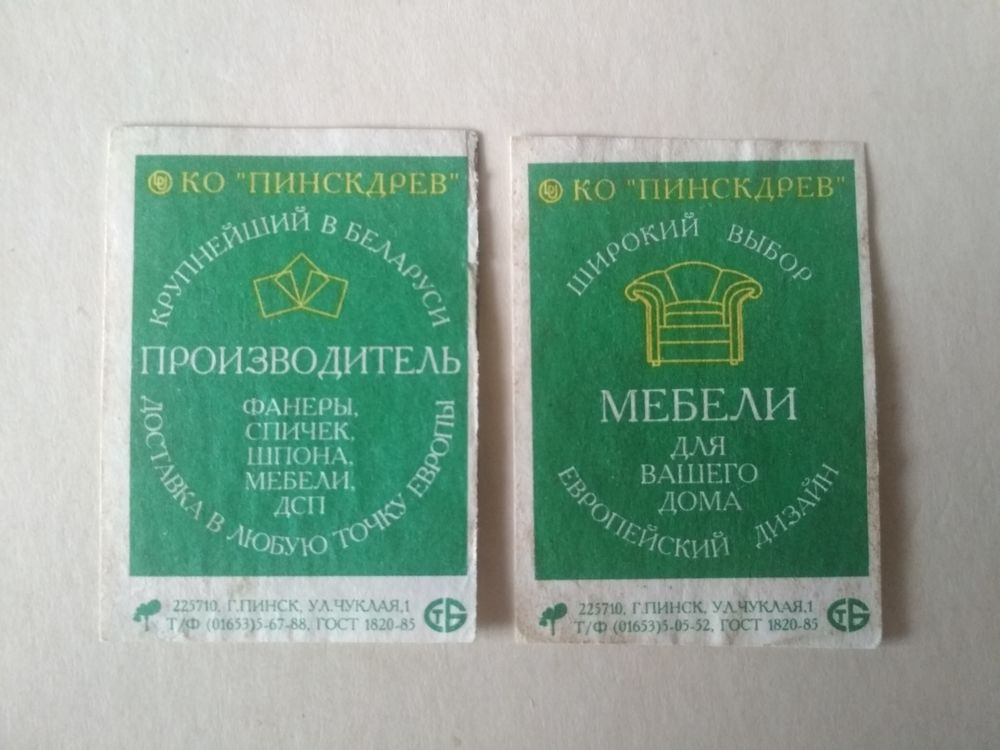 КО "ПИНСКДРЕВ"
КРУПНЕЙШИЙ В БЕЛАРУСИ
ПРОИЗВОДИТЕЛЬ
ФАНЕРЫ,
СПИЧЕК,
ШПОНА,
МЕБЕЛИ,
ДСП
ДОСТАВКА В ЛЮБУЮ ТОЧКУ ЕВРОПЫ
225710, Г.ПИНСК, УЛ.ЧУКЛАЯ,1
Т/Ф (01653)5-67-88, ГОСТ 1820-85
СТБ
КО "ПИНСКДРЕВ"
ШИРОКИЙ ВЫБОР
МЕБЕЛИ
ДЛЯ
ВАШЕГО
ДОМА
ЕВРОПЕЙСКИЙ ДИЗАЙН
225710, Г.ПИНСК, УЛ.ЧУКЛАЯ,1
Т/Ф (01653)5-05-52, ГОСТ 1820-85
СТБ